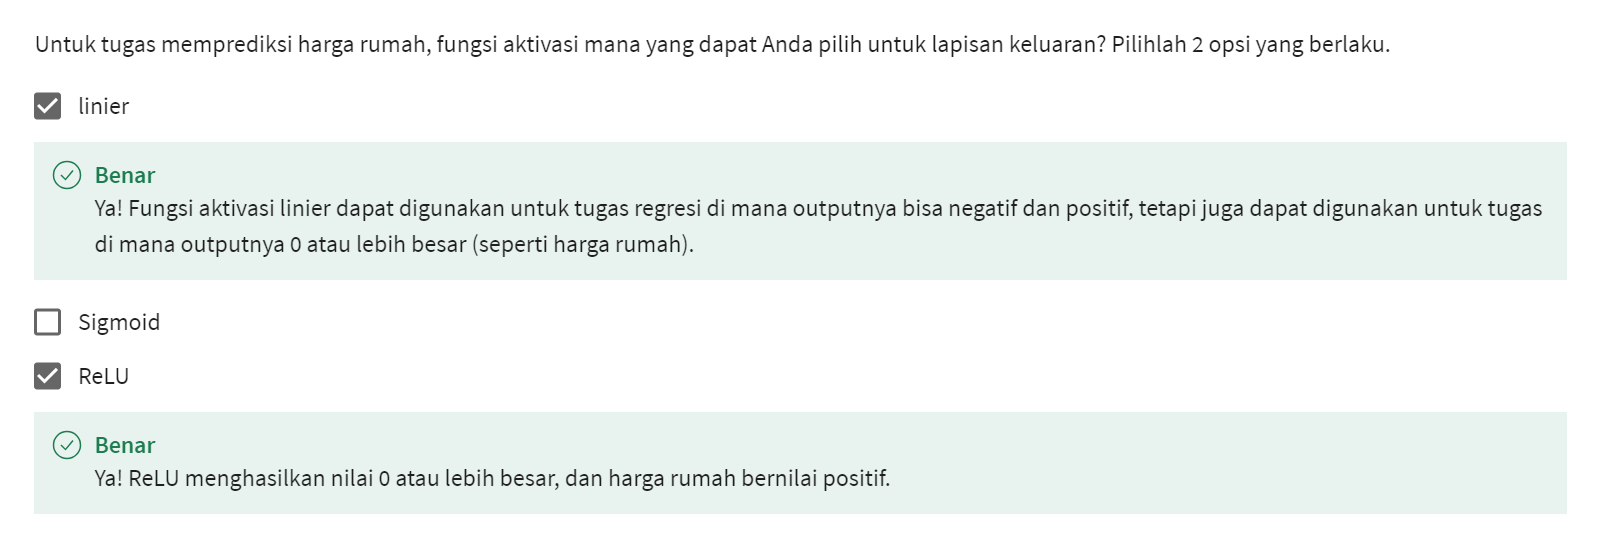 Untuk tugas memprediksi harga rumah, fungsi aktivasi mana yang dapat Anda pilih untuk lapisan keluaran? Pilihlah 2 opsi yang berlaku.
linier
Benar
Ya! Fungsi aktivasi linier dapat digunakan untuk tugas regresi di mana outputnya bisa negatif dan positif, tetapi juga dapat digunakan untuk tugas
di mana outputnya 0 atau lebih besar (seperti harga rumah).
Sigmoid
ReLU
Benar
Ya! ReLU menghasilkan nilai 0 atau lebih besar, dan harga rumah bernilai positif.